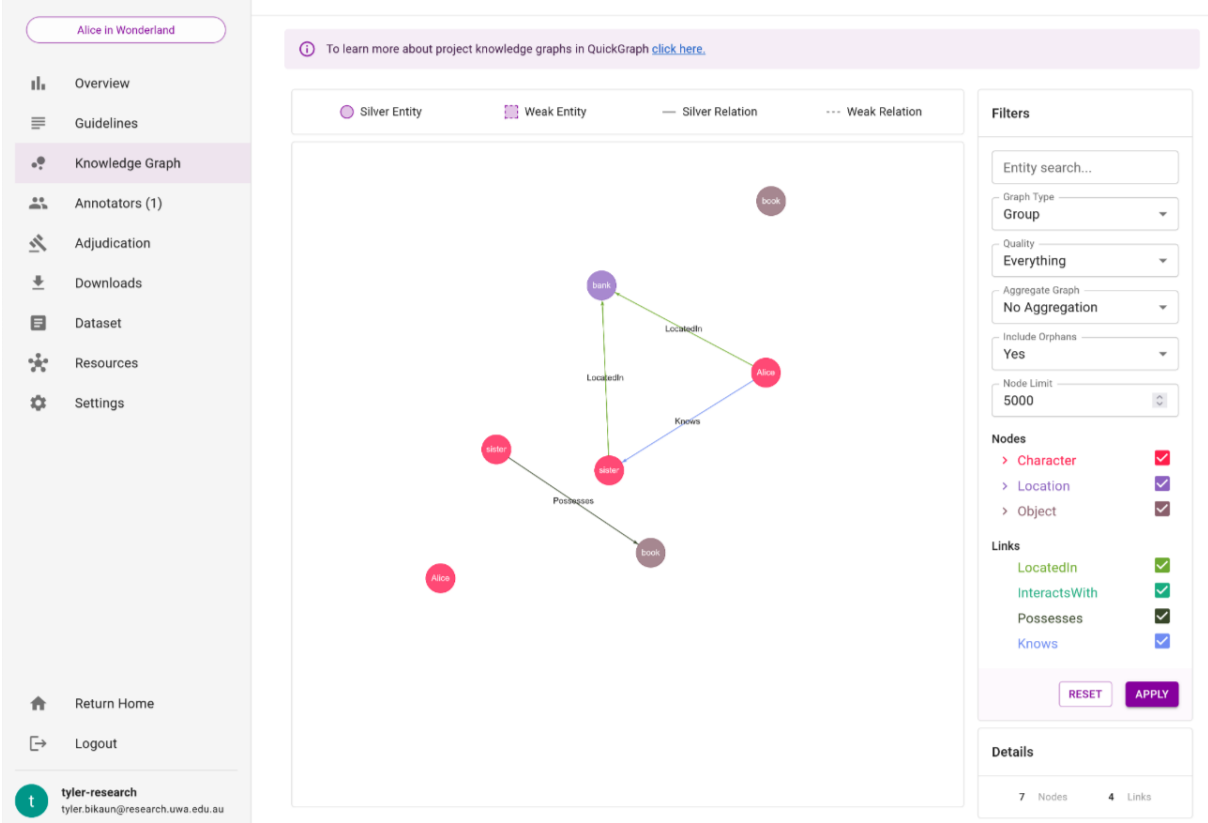 Alice in Wonderland
Overview
Guidelines
Knowledge Graph
Annotators (1)
Adjudication
Downloads
Dataset
Resources
Settings
Return Home
Logout
t
tyler-research
tyler.bikaun@research.uwa.edu.au
To learn more about project knowledge graphs in QuickGraph click here.
Silver Entity Weak Entity Silver Relation Weak Relation
book
bank
LocatedIn
Alice
LocatedIn
Knows
sister
sister
Possesses
book
Alice
Filters
Entity search...
Graph Type
Group
Quality
Everything
Aggregate Graph
No Aggregation
Include Orphans
Yes
Node Limit
5000
Nodes
Character
Location
Object
Links
LocatedIn
InteractsWith
Possesses
Knows
RESET APPLY
Details
7 Nodes 4 Links